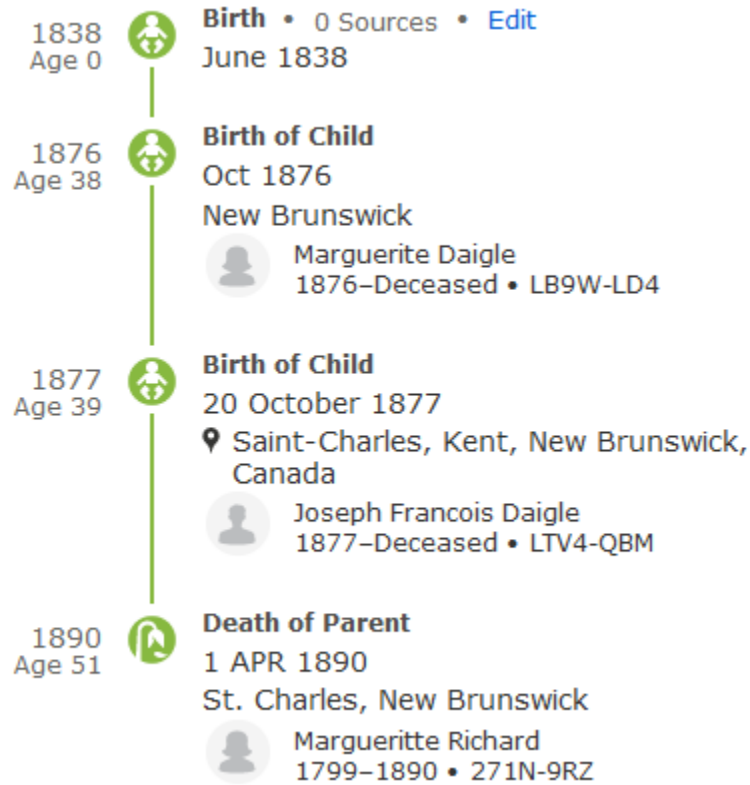 1838
Age 0
Birth • 0 Sources • Edit
June 1838
1876
Age 38
Birth of Child
Oct 1876
New Brunswick
Marguerite Daigle
1876–Deceased • LB9W-LD4
1877
Age 39
Birth of Child
20 October 1877
Saint-Charles, Kent, New Brunswick,
Canada
Joseph Francois Daigle
1877–Deceased • LTV4-QBM
1890
Age 51
Death of Parent
1 APR 1890
St. Charles, New Brunswick
Margueritte Richard
1799–1890 • 271N-9RZ